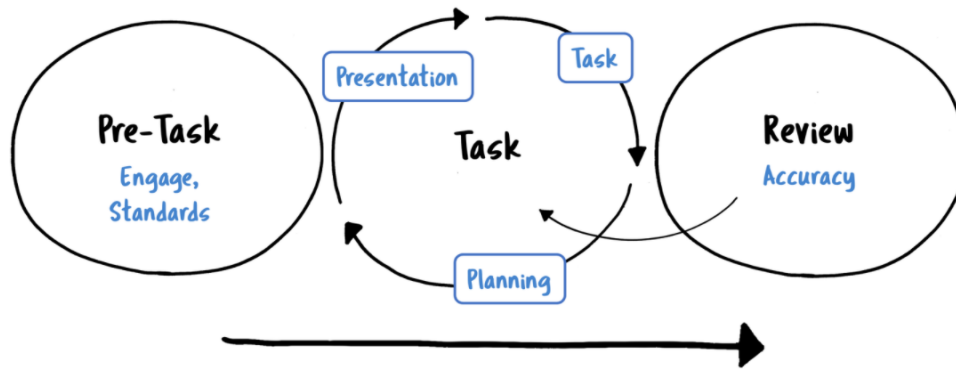 Pre-Task
Engage,
Standards
Presentation
Task
Task
Planning
Review
Accuracy